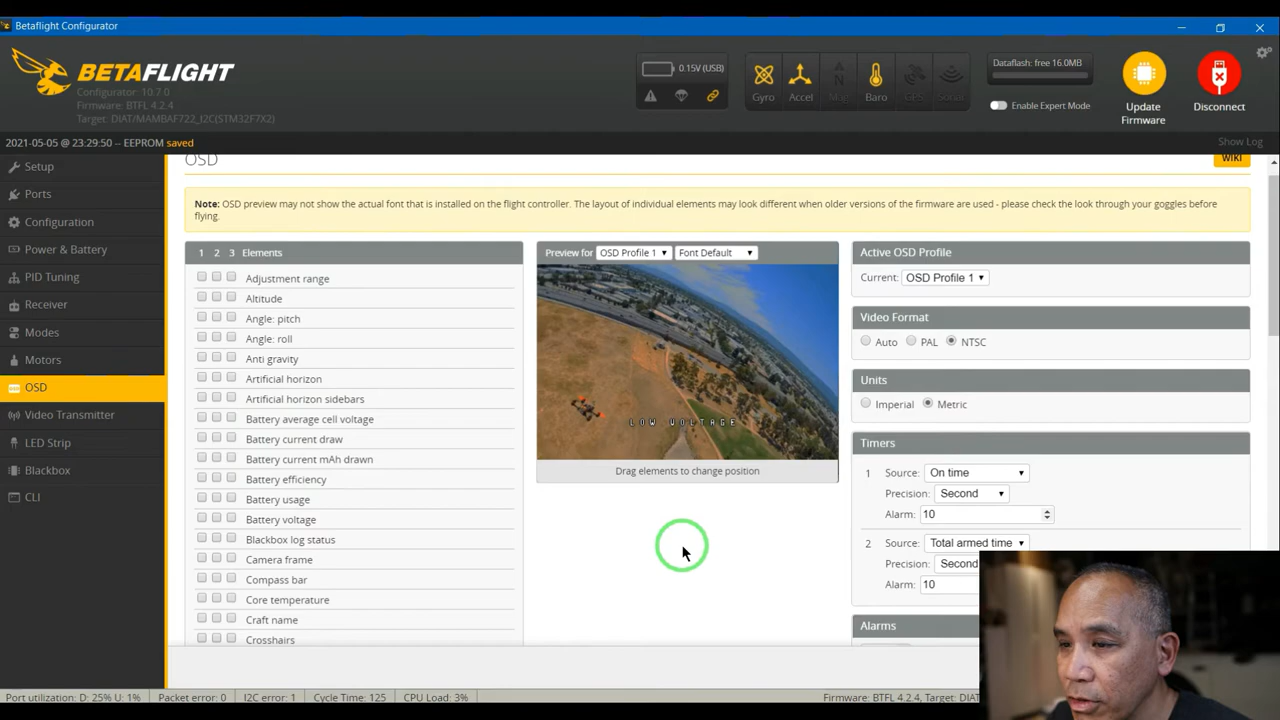 Betaflight Configurator
BETAFLIGHT
Configurator: 10.7.0
Firmware: BTFL 4.2.4
Target: DIAT/MAMBAF722_I2C(STM32F7X2)
0.15V (USB)
Gyro
Accel
Mag
Baro
GPS
Sonar
Dataflash: free 16.0MB
Enable Expert Mode
Update
Firmware
Disconnect
2021-05-05 @ 23:29:50 -- EEPROM saved
Show Log
Setup
Ports
Configuration
Power & Battery
PID Tuning
Receiver
Modes
Motors
OSD
Video Transmitter
LED Strip
Blackbox
CLI
OSD
WIKI
Note: OSD preview may not show the actual font that is installed on the flight controller. The layout of individual elements may look different when older versions of the firmware are used - please check the look through your goggles before
flying.
1 2 3 Elements
Adjustment range
Altitude
Angle: pitch
Angle: roll
Anti gravity
Artificial horizon
Artificial horizon sidebars
Battery average cell voltage
Battery current draw
Battery current mAh drawn
Battery efficiency
Battery usage
Battery voltage
Blackbox log status
Camera frame
Compass bar
Core temperature
Craft name
Crosshairs
Preview for OSD Profile 1 Font Default
LOW VOLTAGE
Drag elements to change position
Active OSD Profile
Current: OSD Profile 1
Video Format
Auto PAL NTSC
Units
Imperial Metric
Timers
1 Source: On time
Precision: Second
Alarm: 10
2 Source: Total armed time
Precision: Second
Alarm: 10
Alarms
Port utilization: D: 25% U: 1%
Packet error: 0
I2C error: 1
Cycle Time: 125
CPU Load: 3%
Firmware: BTFL 4.2.4, Target: DIAT